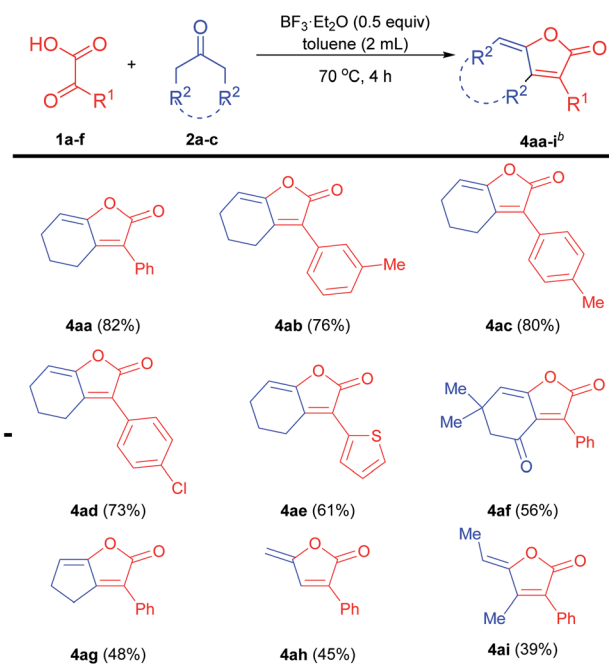 HO O O R¹
+
O R² R²
BF₃·Et₂O (0.5 equiv)
toluene (2 mL)
70 °C, 4 h
R² R² O O R¹
1a-f 2a-c 4aa-iᵇ
O O Ph
4aa (82%)
O O Me
4ab (76%)
O O Me
4ac (80%)
O O Cl
4ad (73%)
O O S
4ae (61%)
Me Me O O O Ph
4af (56%)
O O Ph
4ag (48%)
O O Ph
4ah (45%)
Me O O Me Ph
4ai (39%)
-